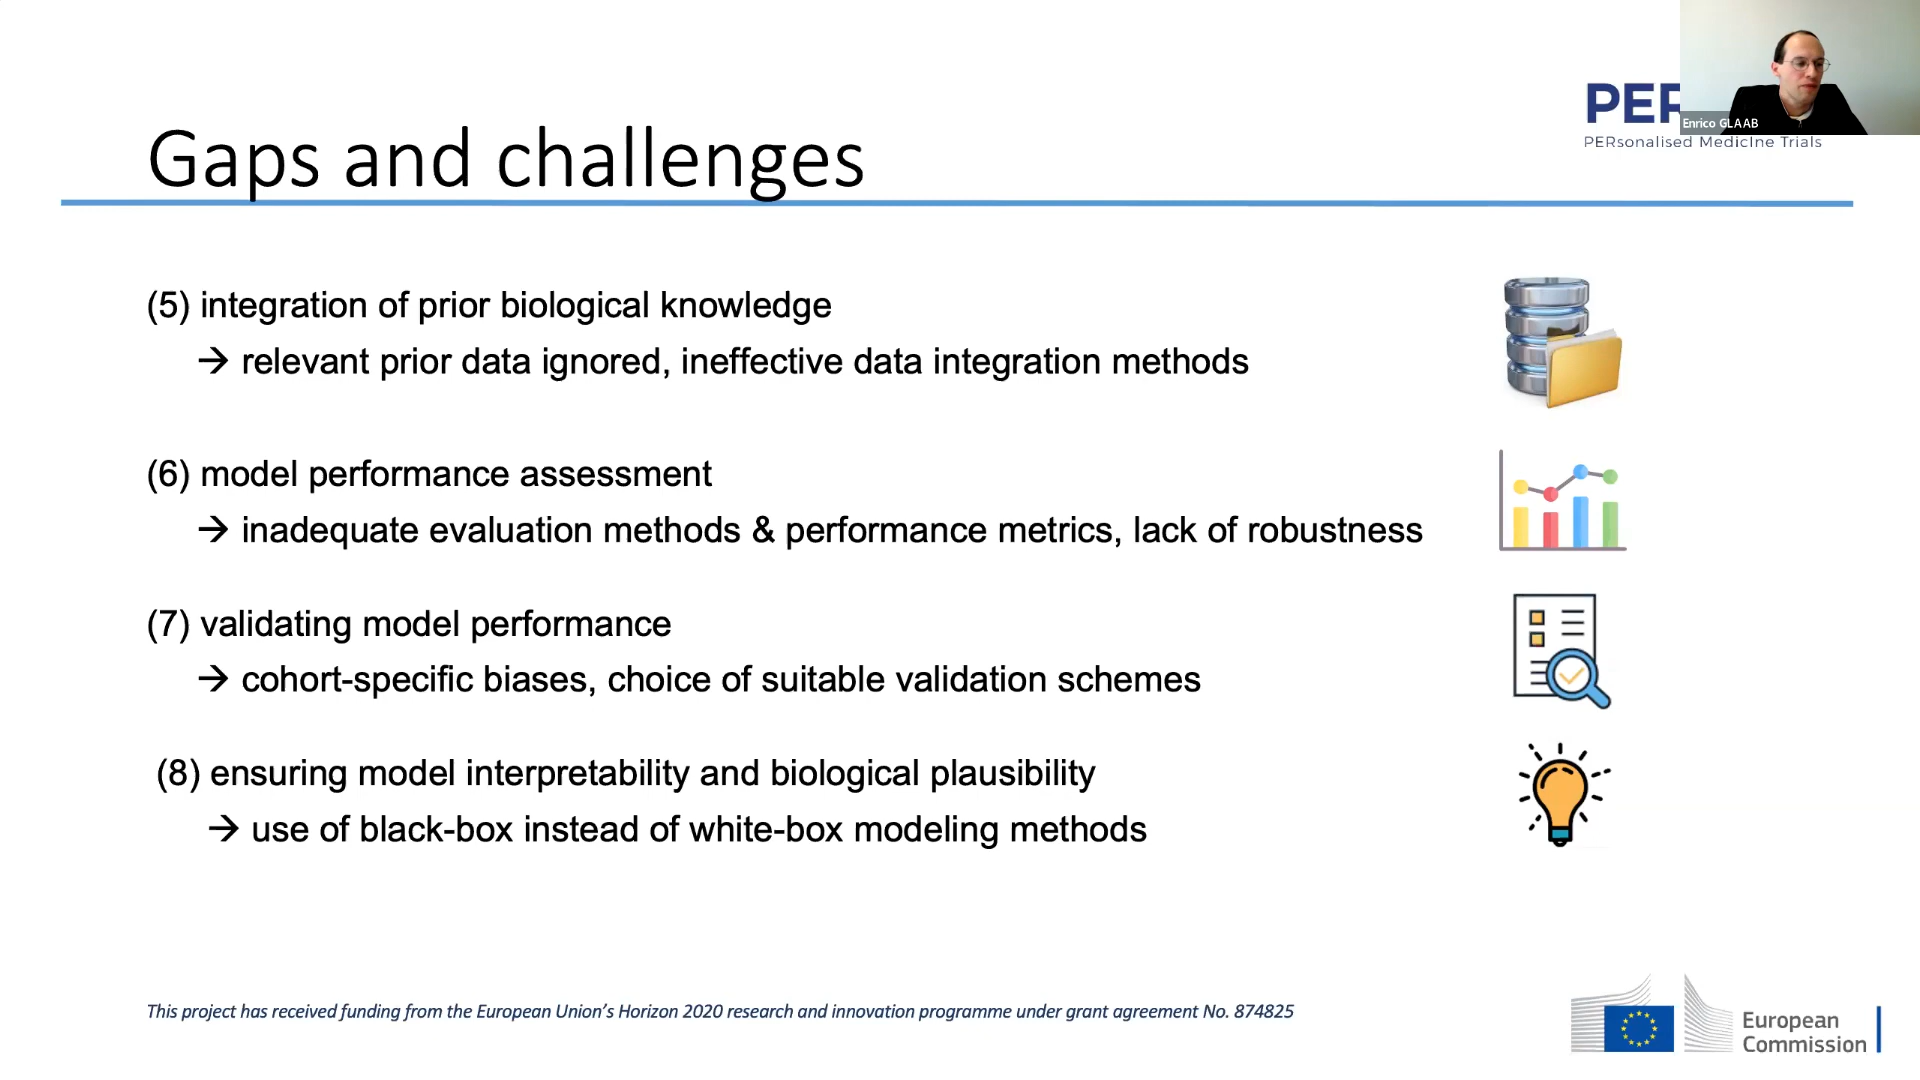 PER
Enrico GLAAB
PERsonalised MedicIne Trials
Gaps and challenges
(5) integration of prior biological knowledge
→ relevant prior data ignored, ineffective data integration methods
(6) model performance assessment
→ inadequate evaluation methods & performance metrics, lack of robustness
(7) validating model performance
→ cohort-specific biases, choice of suitable validation schemes
(8) ensuring model interpretability and biological plausibility
→ use of black-box instead of white-box modeling methods
This project has received funding from the European Union’s Horizon 2020 research and innovation programme under grant agreement No. 874825
European
Commission